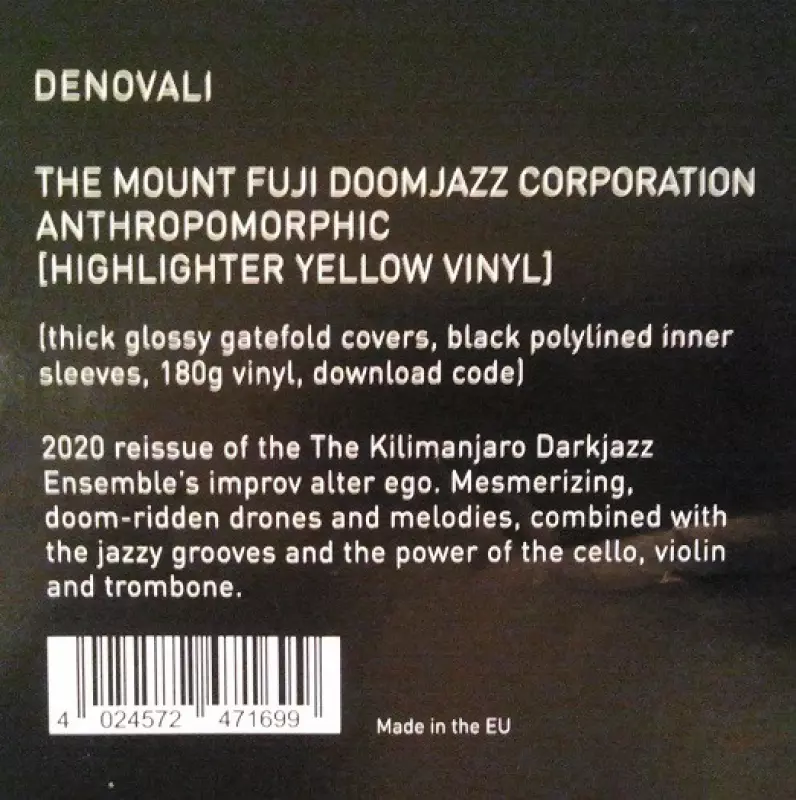 DENOVALI
THE MOUNT FUJI DOOMJAZZ CORPORATION
ANTHROPOMORPHIC
[HIGHLIGHTER YELLOW VINYL]
(thick glossy gatefold covers, black polylined inner
sleeves, 180g vinyl, download code)
2020 reissue of the The Kilimanjaro Darkjazz
Ensemble's improv alter ego. Mesmerizing,
doom-ridden drones and melodies, combined with
the jazzy grooves and the power of the cello, violin
and trombone.
4 024572 471699
Made in the EU